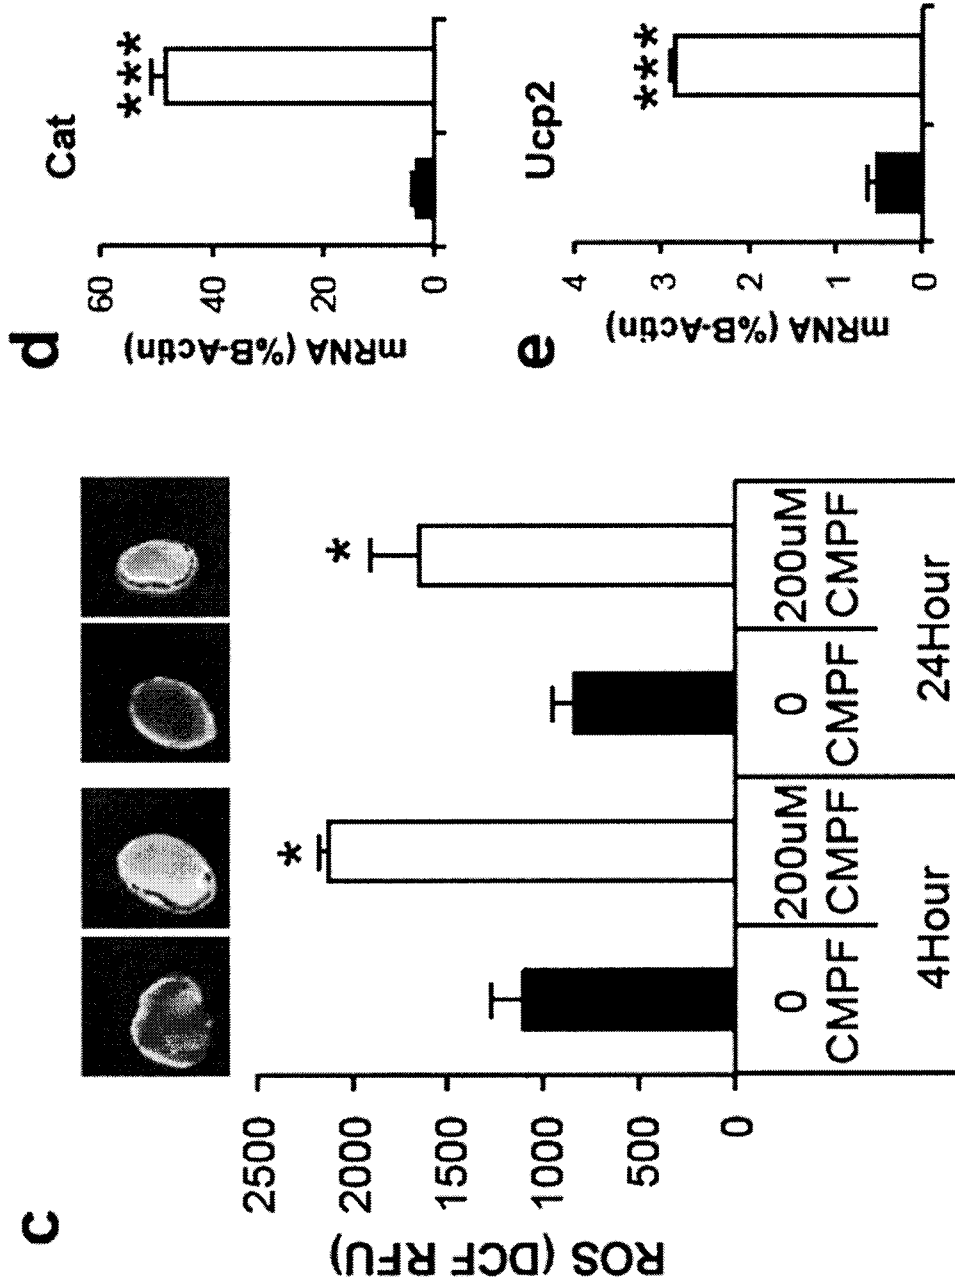 c
ROS (DCF RFU)
2500
2000
1500
1000
500
0
*
*
0
CMPF
200uM
CMPF
0
CMPF
200uM
CMPF
4Hour
24Hour
d
Cat
mRNA (%B-Actin)
60
40
20
0
***
e
Ucp2
mRNA (%B-Actin)
4
3
2
1
0
***